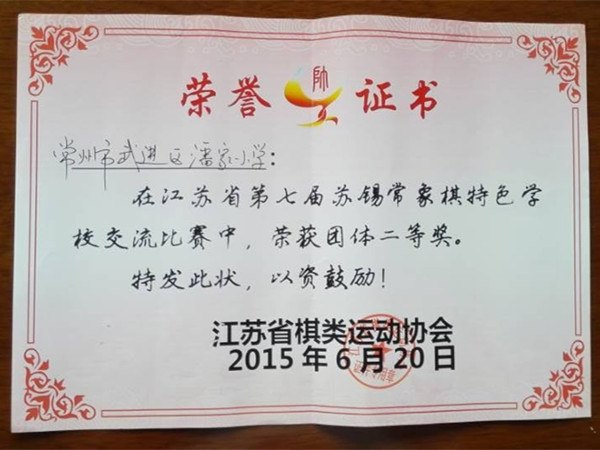 荣誉 帥 证书
常州市武进区潘家小学：
在江苏省第七届苏锡常象棋特色学
校交流比赛中，荣获团体二等奖。
特发此状，以资鼓励！
江苏省棋类运动协会
2015年6月20日